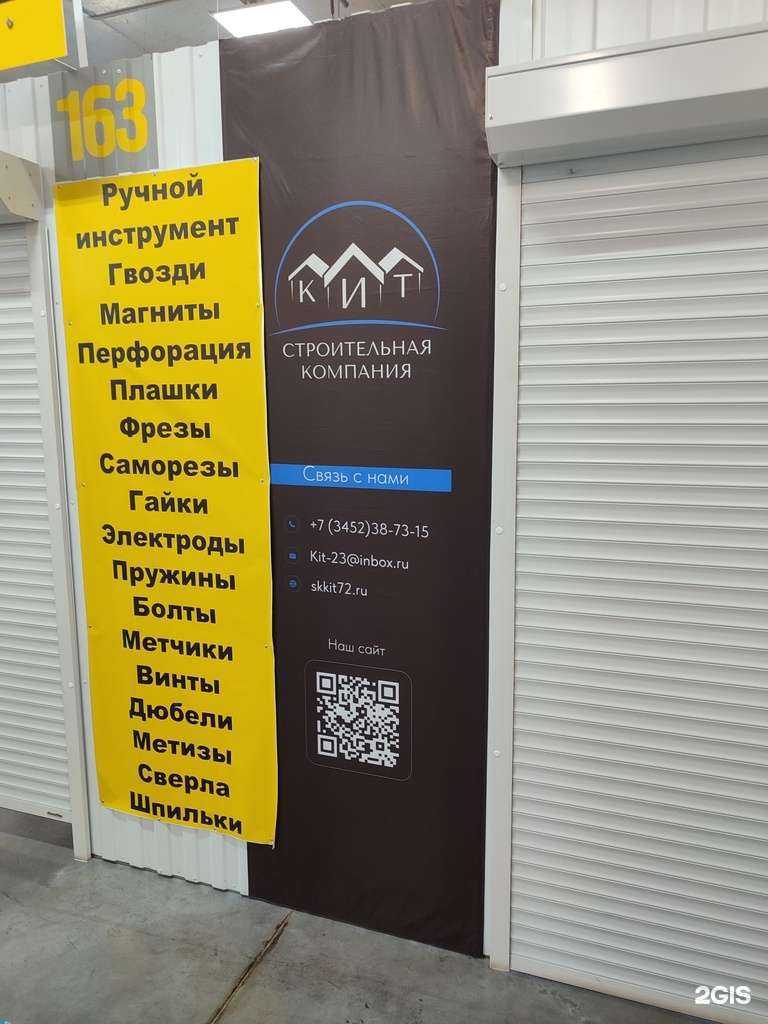 163
Ручной
инструмент
Гвозди
Магниты
Перфорация
Плашки
Фрезы
Саморезы
Гайки
Электроды
Пружины
Болты
Метчики
Винты
Дюбели
Метизы
Сверла
Шпильки
КИТ
СТРОИТЕЛЬНАЯ
КОМПАНИЯ
Связь с нами
+7 (3452)38-73-15
Kit-23@inbox.ru
skkit72.ru
Наш сайт
2GIS